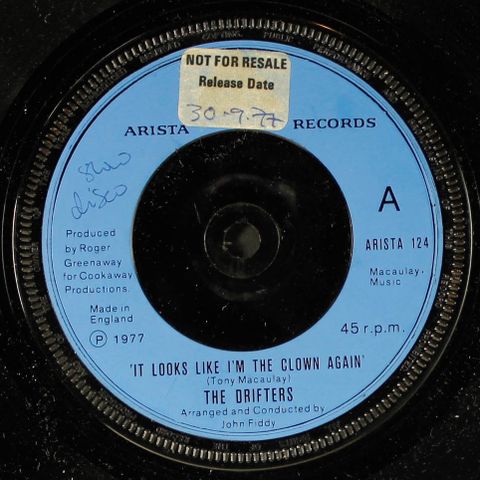 NOT FOR RESALE
Release Date
30·9·77
ARISTA RECORDS
slow
disco
A
Produced
by Roger
Greenaway
for Cookaway
Productions.
ARISTA 124
Macaulay.
Music
Made in
England
Ⓟ 1977
45 r.p.m.
'IT LOOKS LIKE I'M THE CLOWN AGAIN'
(Tony Macaulay)
THE DRIFTERS
Arranged and Conducted by
John Fiddy